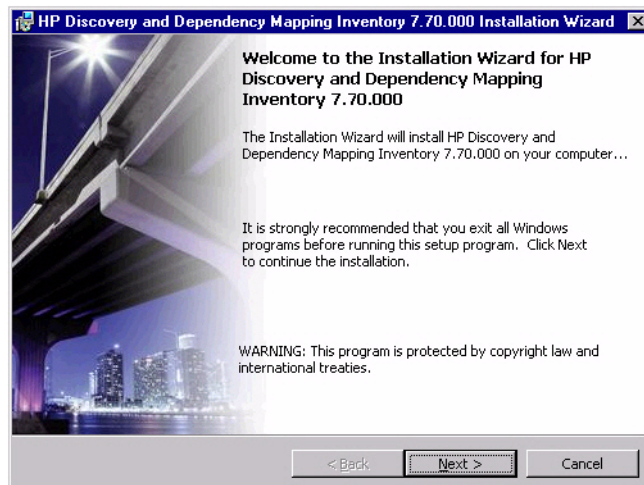 HP Discovery and Dependency Mapping Inventory 7.70.000 Installation Wizard
Welcome to the Installation Wizard for HP
Discovery and Dependency Mapping
Inventory 7.70.000
The Installation Wizard will install HP Discovery and
Dependency Mapping Inventory 7.70.000 on your computer...
It is strongly recommended that you exit all Windows
programs before running this setup program.  Click Next
to continue the installation.
WARNING: This program is protected by copyright law and
international treaties.
< Back
Next >
Cancel